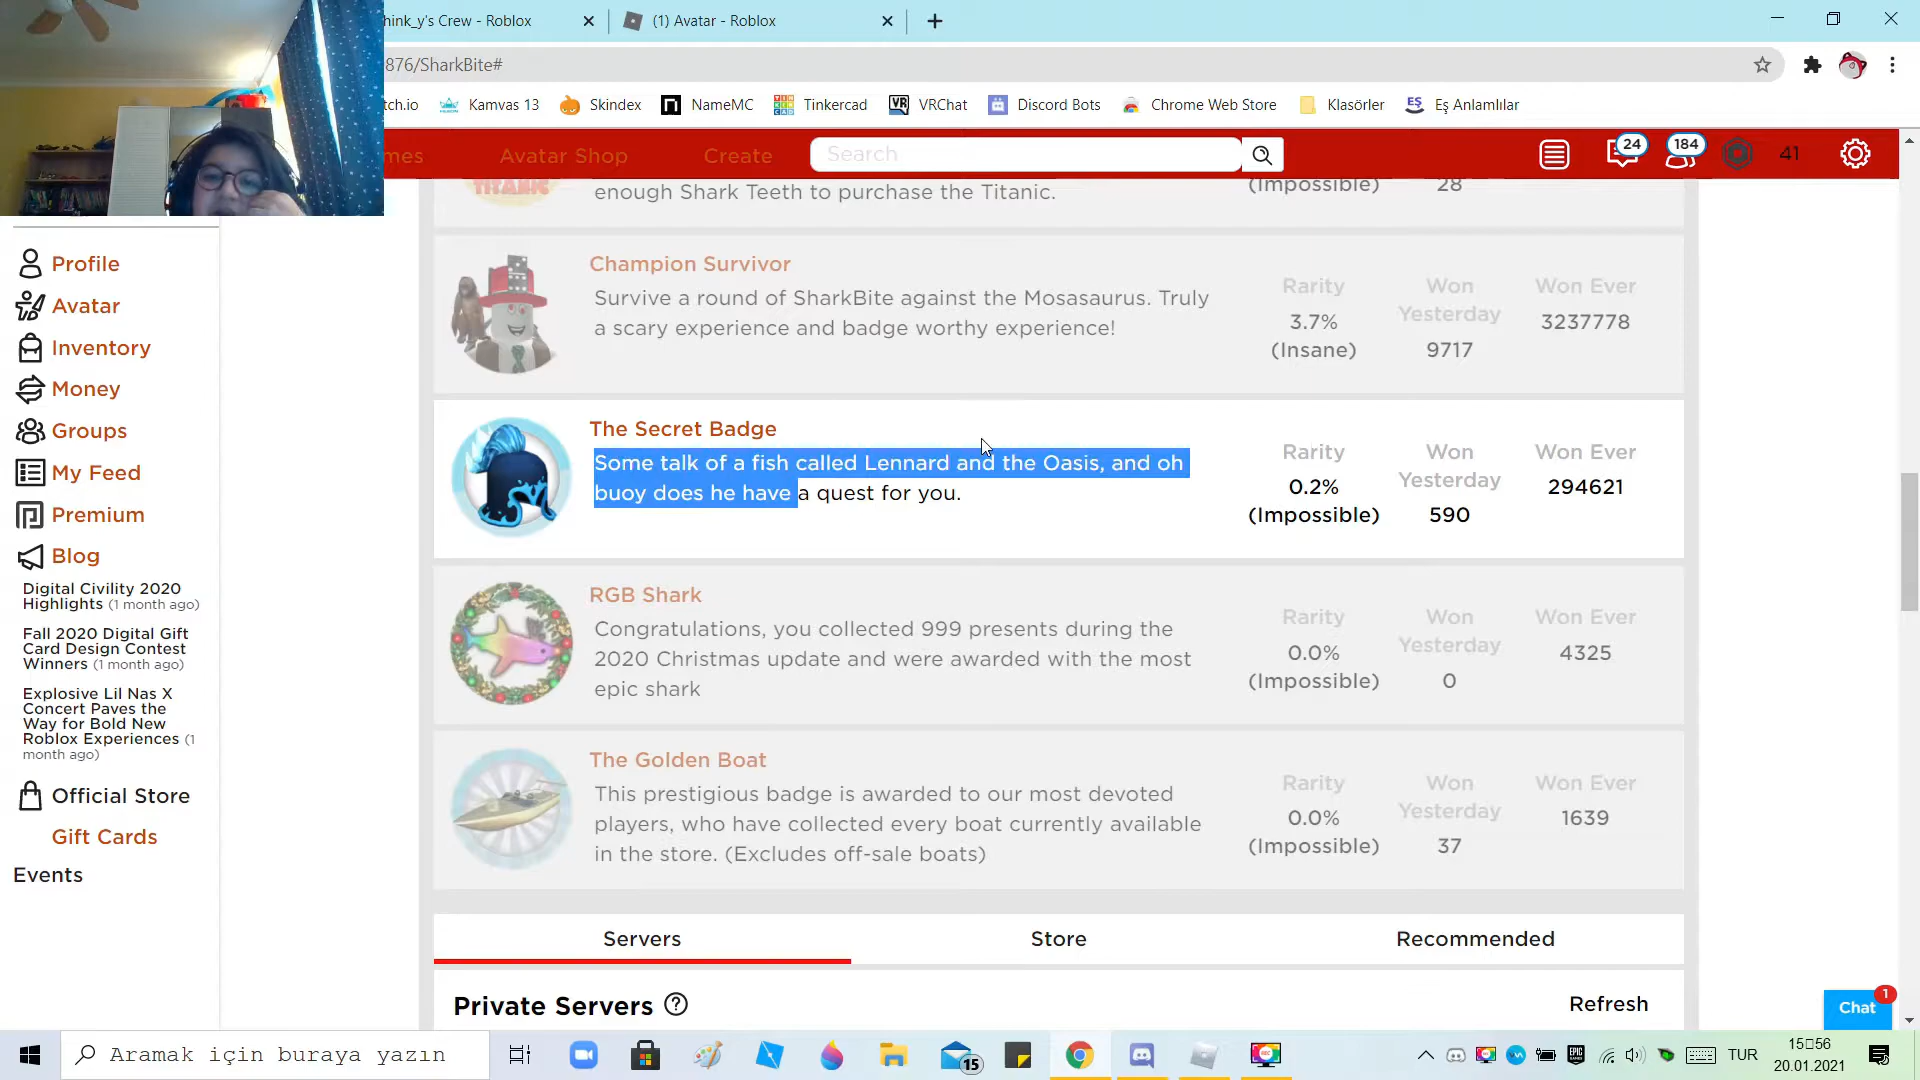 hink_y's Crew - Roblox
(1) Avatar - Roblox
876/SharkBite#
tch.io
Kamvas 13
Skindex
NameMC
Tinkercad
VRChat
Discord Bots
Chrome Web Store
Klasörler
Eş Anlamlılar
mes
Avatar Shop
Create
Search
24
184
41
TITANIC
enough Shark Teeth to purchase the Titanic.
(Impossible)
28
Champion Survivor
Survive a round of SharkBite against the Mosasaurus. Truly
a scary experience and badge worthy experience!
Rarity
3.7%
(Insane)
Won
Yesterday
9717
Won Ever
3237778
The Secret Badge
Some talk of a fish called Lennard and the Oasis, and oh
buoy does he have a quest for you.
Rarity
0.2%
(Impossible)
Won
Yesterday
590
Won Ever
294621
RGB Shark
Congratulations, you collected 999 presents during the
2020 Christmas update and were awarded with the most
epic shark
Rarity
0.0%
(Impossible)
Won
Yesterday
0
Won Ever
4325
The Golden Boat
This prestigious badge is awarded to our most devoted
players, who have collected every boat currently available
in the store. (Excludes off-sale boats)
Rarity
0.0%
(Impossible)
Won
Yesterday
37
Won Ever
1639
Profile
Avatar
Inventory
Money
Groups
My Feed
Premium
Blog
Digital Civility 2020
Highlights (1 month ago)
Fall 2020 Digital Gift
Card Design Contest
Winners (1 month ago)
Explosive Lil Nas X
Concert Paves the
Way for Bold New
Roblox Experiences (1
month ago)
Official Store
Gift Cards
Events
Servers
Store
Recommended
Private Servers
Refresh
Chat
1
Aramak için buraya yazın
15
TUR
15:56
20.01.2021